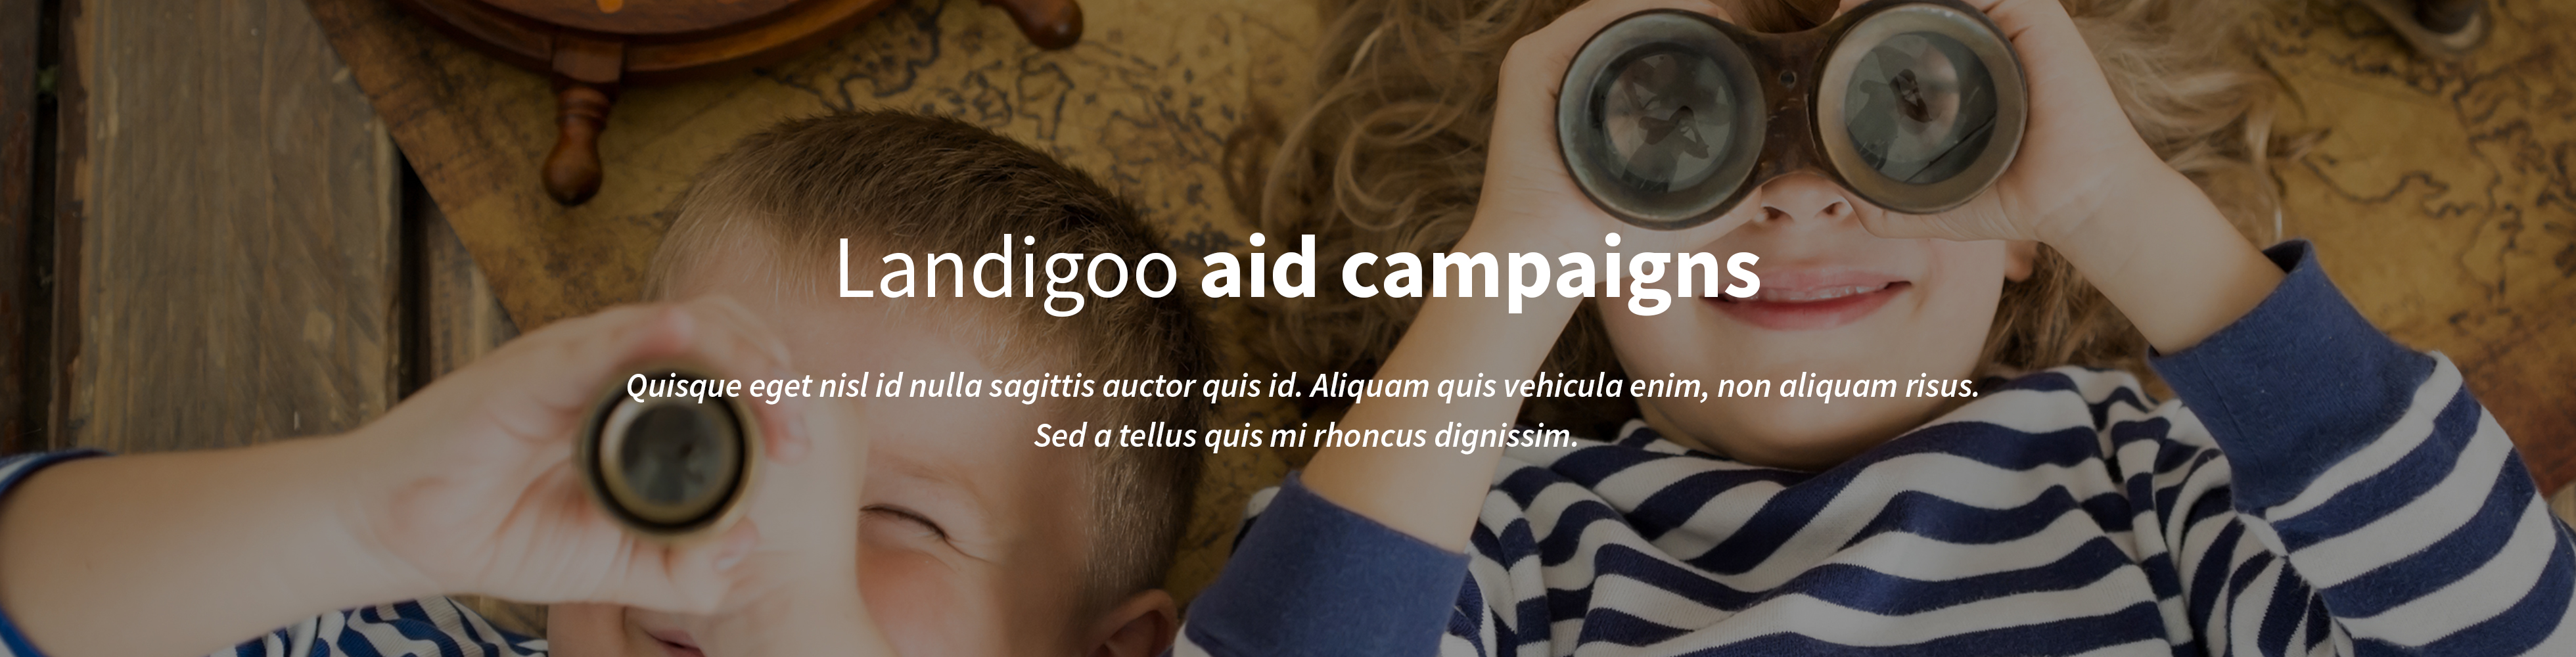 Landigoo aid campaigns
Quisque eget nisl id nulla sagittis auctor quis id. Aliquam quis vehicula enim, non aliquam risus.
Sed a tellus quis mi rhoncus dignissim.